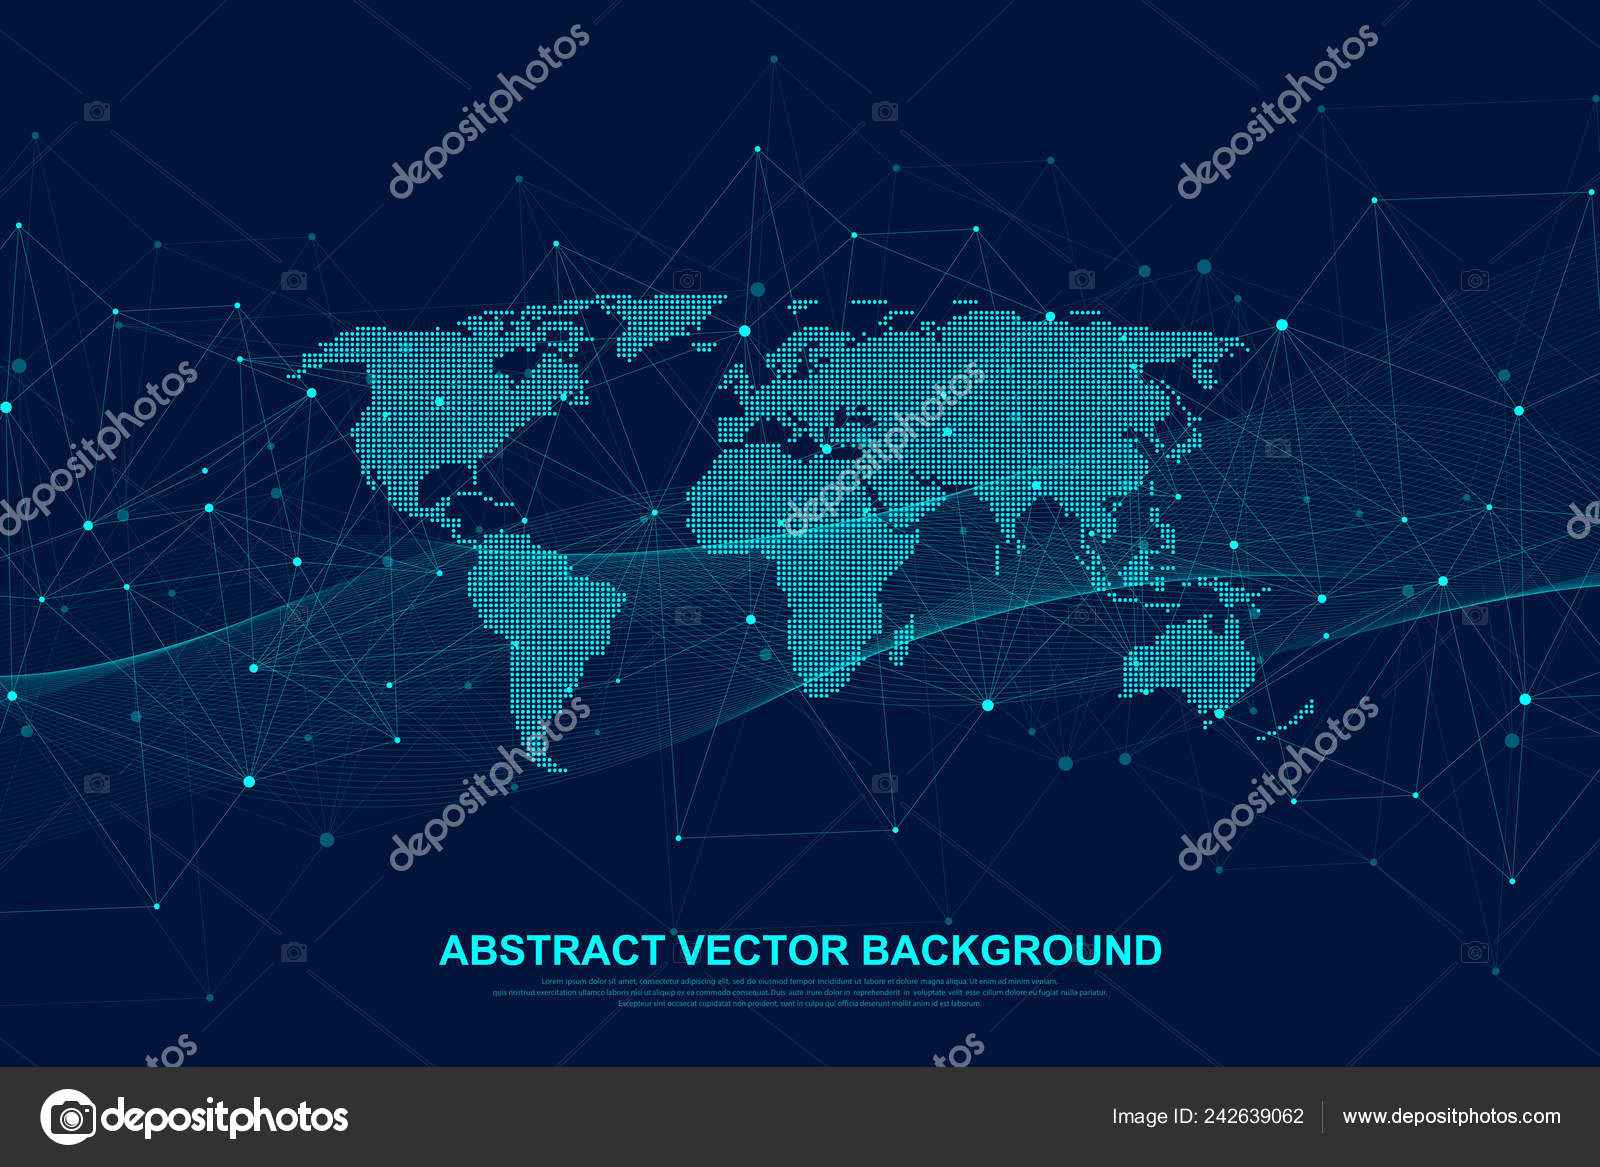 depositphotos
depositphotos
depositphotos
depositphotos
depositphotos
depositphotos
ABSTRACT VECTOR BACKGROUND
Lorem ipsum dolor sit amet, consectetur adipiscing elit, sed do eiusmod tempor incididunt ut labore et dolore magna aliqua. Ut enim ad minim veniam,
quis nostrud exercitation ullamco laboris nisi ut aliquip ex ea commodo consequat. Duis aute irure dolor in reprehenderit in voluptate velit esse cillum dolore eu fugiat nulla pariatur.
Excepteur sint occaecat cupidatat non proident, sunt in culpa qui officia deserunt mollit anim id est laborum.
depositphotos
Image ID: 242639062
www.depositphotos.com